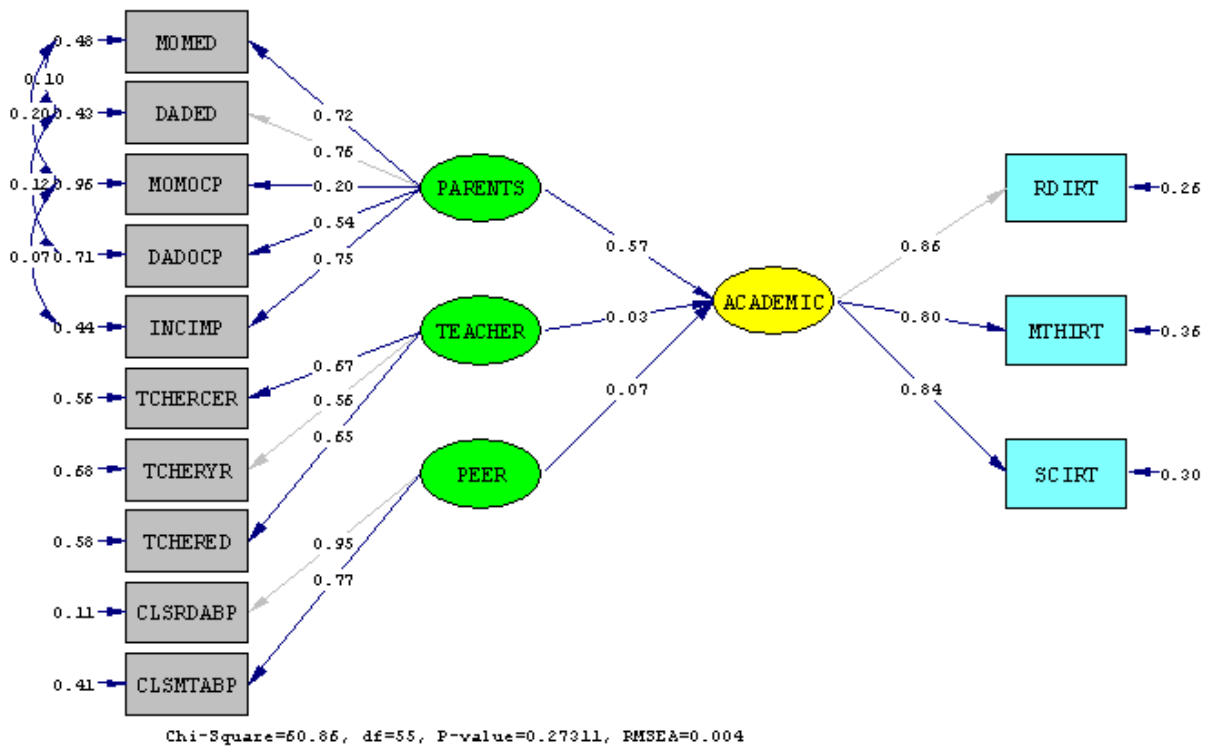 0.48 MOMED
0.10
0.72
0.20 0.43 DADED
0.76
0.12 0.96 MOMOCP 0.20 PARENTS RDIRT 0.26
0.54
0.57 0.86
0.07 0.71 DADOCP 0.75
ACADEMIC
0.44 INCIMP TEACHER 0.03 0.80 MTHIRT 0.36
0.67
0.56 TCHERCER 0.56 0.07 0.84
0.65
0.68 TCHERYR PEER SCIRT 0.30
0.58 TCHERED 0.95
0.77
0.11 CLSRDABP
0.41 CLSMTABP
Chi-Square=60.86, df=55, P-value=0.27311, RMSEA=0.004